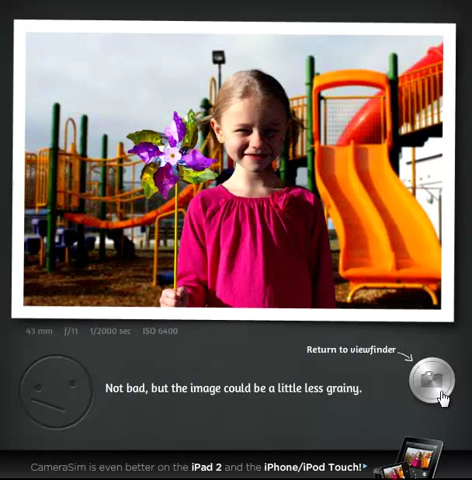 43 mm f/11 1/2000 sec ISO 6400
Return to viewfinder
Not bad, but the image could be a little less grainy.
CameraSim is even better on the iPad 2 and the iPhone/iPod Touch!